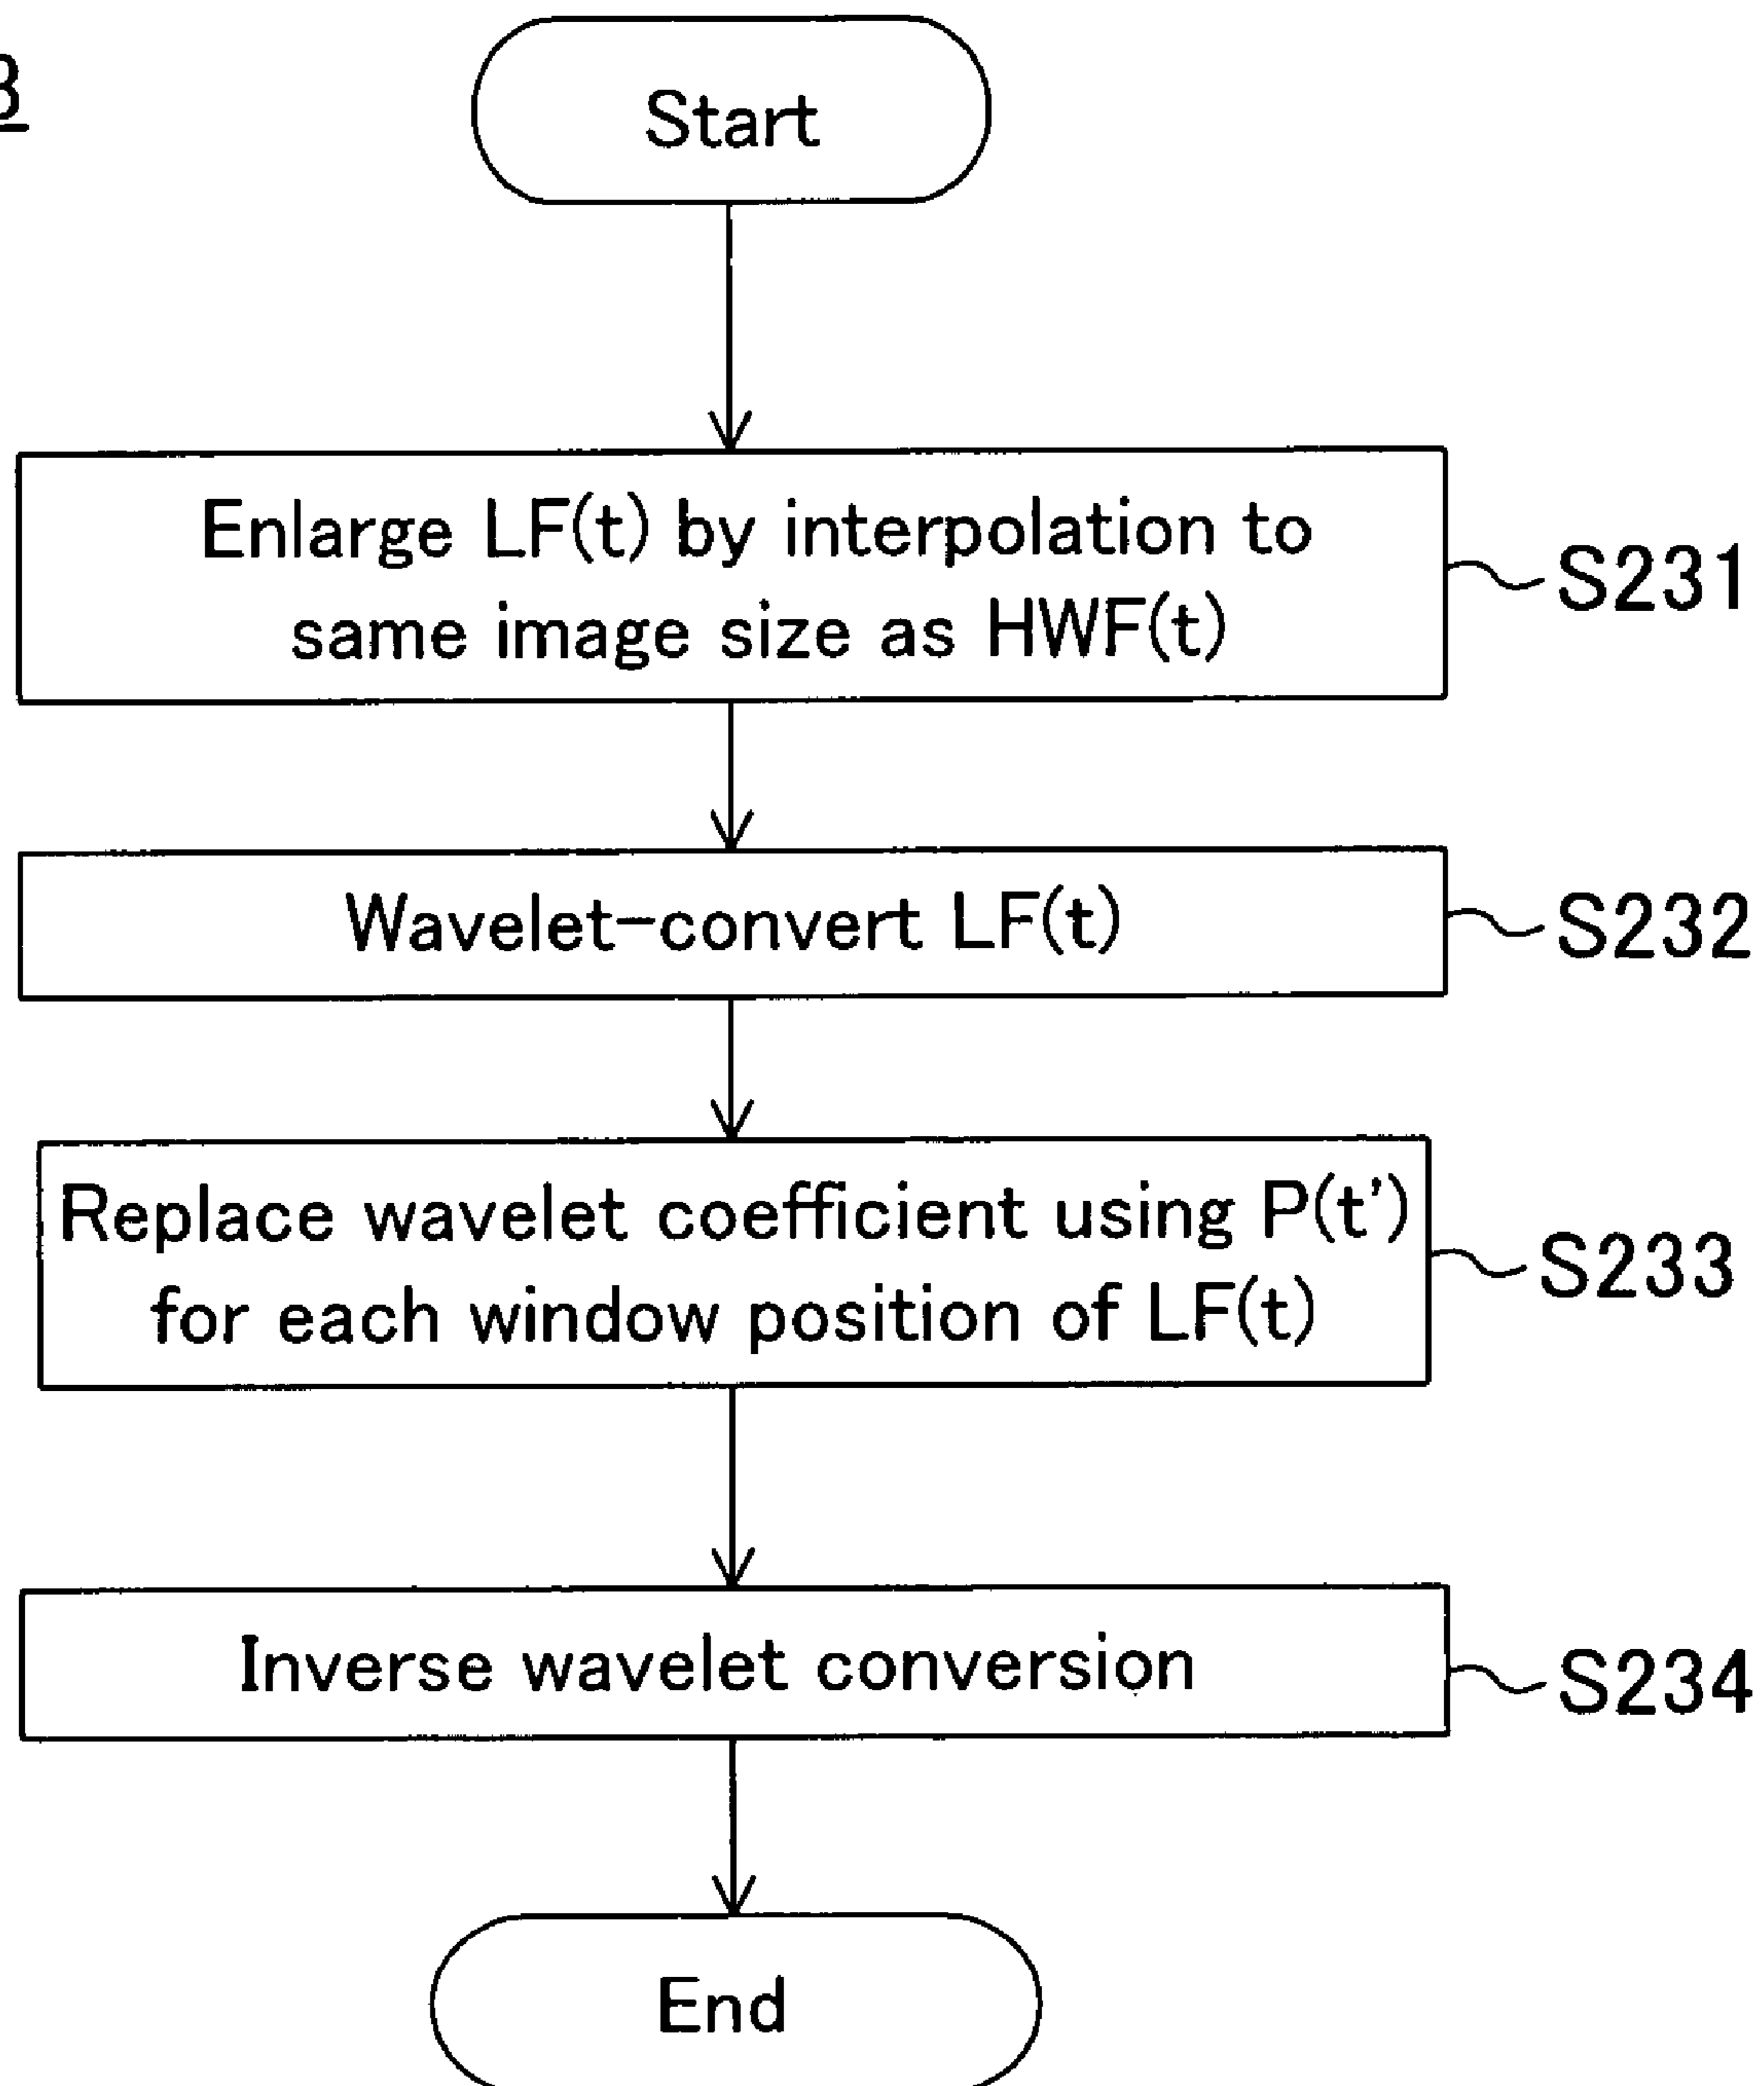 3
Start
Enlarge LF(t) by interpolation to
same image size as HWF(t)
S231
Wavelet-convert LF(t)
S232
Replace wavelet coefficient using P(t')
for each window position of LF(t)
S233
Inverse wavelet conversion
S234
End